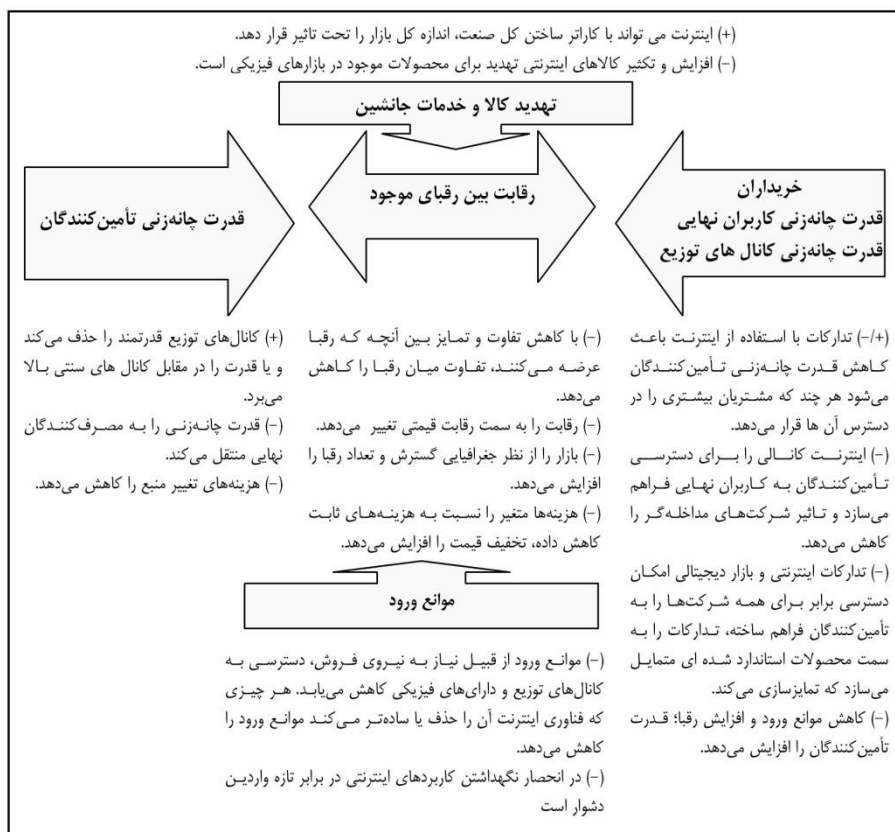 (+) اینترنت می تواند با کاراتر ساختن کل صنعت، اندازه کل بازار را تحت تاثیر قرار دهد.
(–) افزایش و تکثیر کالاهای اینترنتی تهدید برای محصولات موجود در بازارهای فیزیکی است.
تهدید کالا و خدمات جانشین
خریداران
قدرت چانه‌زنی کاربران نهایی
قدرت چانه‌زنی کانال های توزیع
رقابت بین رقبای موجود
قدرت چانه‌زنی تأمین‌کنندگان
(+/–) تدارکات با استفاده از اینترنت باعث
کاهش قدرت چانه‌زنی تأمین‌کنندگان
می‌شود هر چند که مشتریان بیشتری را در
دسترس آن ها قرار می‌دهد.
(–) اینترنت کانالی را برای دسترسی
تأمین‌کنندگان به کاربران نهایی فراهم
می‌سازد و تاثیر شرکت‌های مداخله‌گر را
کاهش می‌دهد.
(–) تدارکات اینترنتی و بازار دیجیتالی امکان
دسترسی برابر برای همه شرکت‌ها را به
تأمین‌کنندگان فراهم ساخته، تدارکات را به
سمت محصولات استاندارد شده ای متمایل
می‌سازد که تمایزسازی می‌کند.
(–) کاهش موانع ورود و افزایش رقبا؛ قدرت
تأمین‌کنندگان را افزایش می‌دهد.
(–) با کاهش تفاوت و تمایز بین آنچه که رقبا
عرضه می‌کنند، تفاوت میان رقبا را کاهش
می‌دهد.
(–) رقابت را به سمت رقابت قیمتی تغییر می‌دهد.
(–) بازار را از نظر جغرافیایی گسترش و تعداد رقبا را
افزایش می‌دهد.
(–) هزینه‌ها متغیر را نسبت به هزینه‌های ثابت
کاهش داده، تخفیف قیمت را افزایش می‌دهد.
(+) کانال‌های توزیع قدرتمند را حذف می‌کند
و یا قدرت را در مقابل کانال های سنتی بالا
می‌برد.
(–) قدرت چانه‌زنی را به مصرف‌کنندگان
نهایی منتقل می‌کند.
(–) هزینه‌های تغییر منبع را کاهش می‌دهد.
موانع ورود
(–) موانع ورود از قبیل نیاز به نیروی فروش، دسترسی به
کانال‌های توزیع و دارای‌های فیزیکی کاهش می‌یابد. هر چیزی
که فناوری اینترنت آن را حذف یا ساده‌تر می‌کند موانع ورود را
کاهش می‌دهد.
(–) در انحصار نگهداشتن کاربردهای اینترنتی در برابر تازه واردین
دشوار است